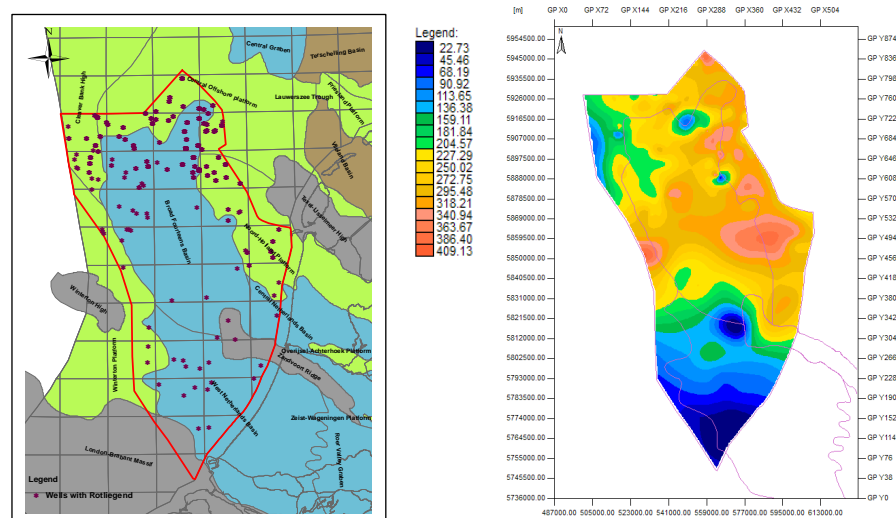 N
Central Graben
Terschelling Basin
Cleaver Bank High
Central Offshore platform
Lauwerszee Trough
Friesland Platform
Vlieland Basin
Texel-IJsselmeer High
Broad Fourteens Basin
Noord-Holland Platform
Winterton High
Central Netherlands Basin
Overijssel-Achterhoek Platform
Zandvoort Ridge
Winterton Platform
West Netherlands Basin
Zeist-Wageningen Platform
London-Brabant Massif
Roer Valley Graben
Legend
Wells with Rotliegend
Legend:
22.73
45.46
68.19
90.92
113.65
136.38
159.11
181.84
204.57
227.29
250.02
272.75
295.48
318.21
340.94
363.67
386.40
409.13
[m]
GP X0
GP X72
GP X144
GP X216
GP X288
GP X360
GP X432
GP X504
N
5954500.00
5945000.00
5935500.00
5926000.00
5916500.00
5907000.00
5897500.00
5888000.00
5878500.00
5869000.00
5859500.00
5850000.00
5840500.00
5831000.00
5821500.00
5812000.00
5802500.00
5793000.00
5783500.00
5774000.00
5764500.00
5755000.00
5745500.00
5736000.00
GP Y874
GP Y836
GP Y798
GP Y760
GP Y722
GP Y684
GP Y646
GP Y608
GP Y570
GP Y532
GP Y494
GP Y456
GP Y418
GP Y380
GP Y342
GP Y304
GP Y266
GP Y228
GP Y190
GP Y152
GP Y114
GP Y76
GP Y38
GP Y0
487000.00
505000.00
523000.00
541000.00
559000.00
577000.00
595000.00
613000.00